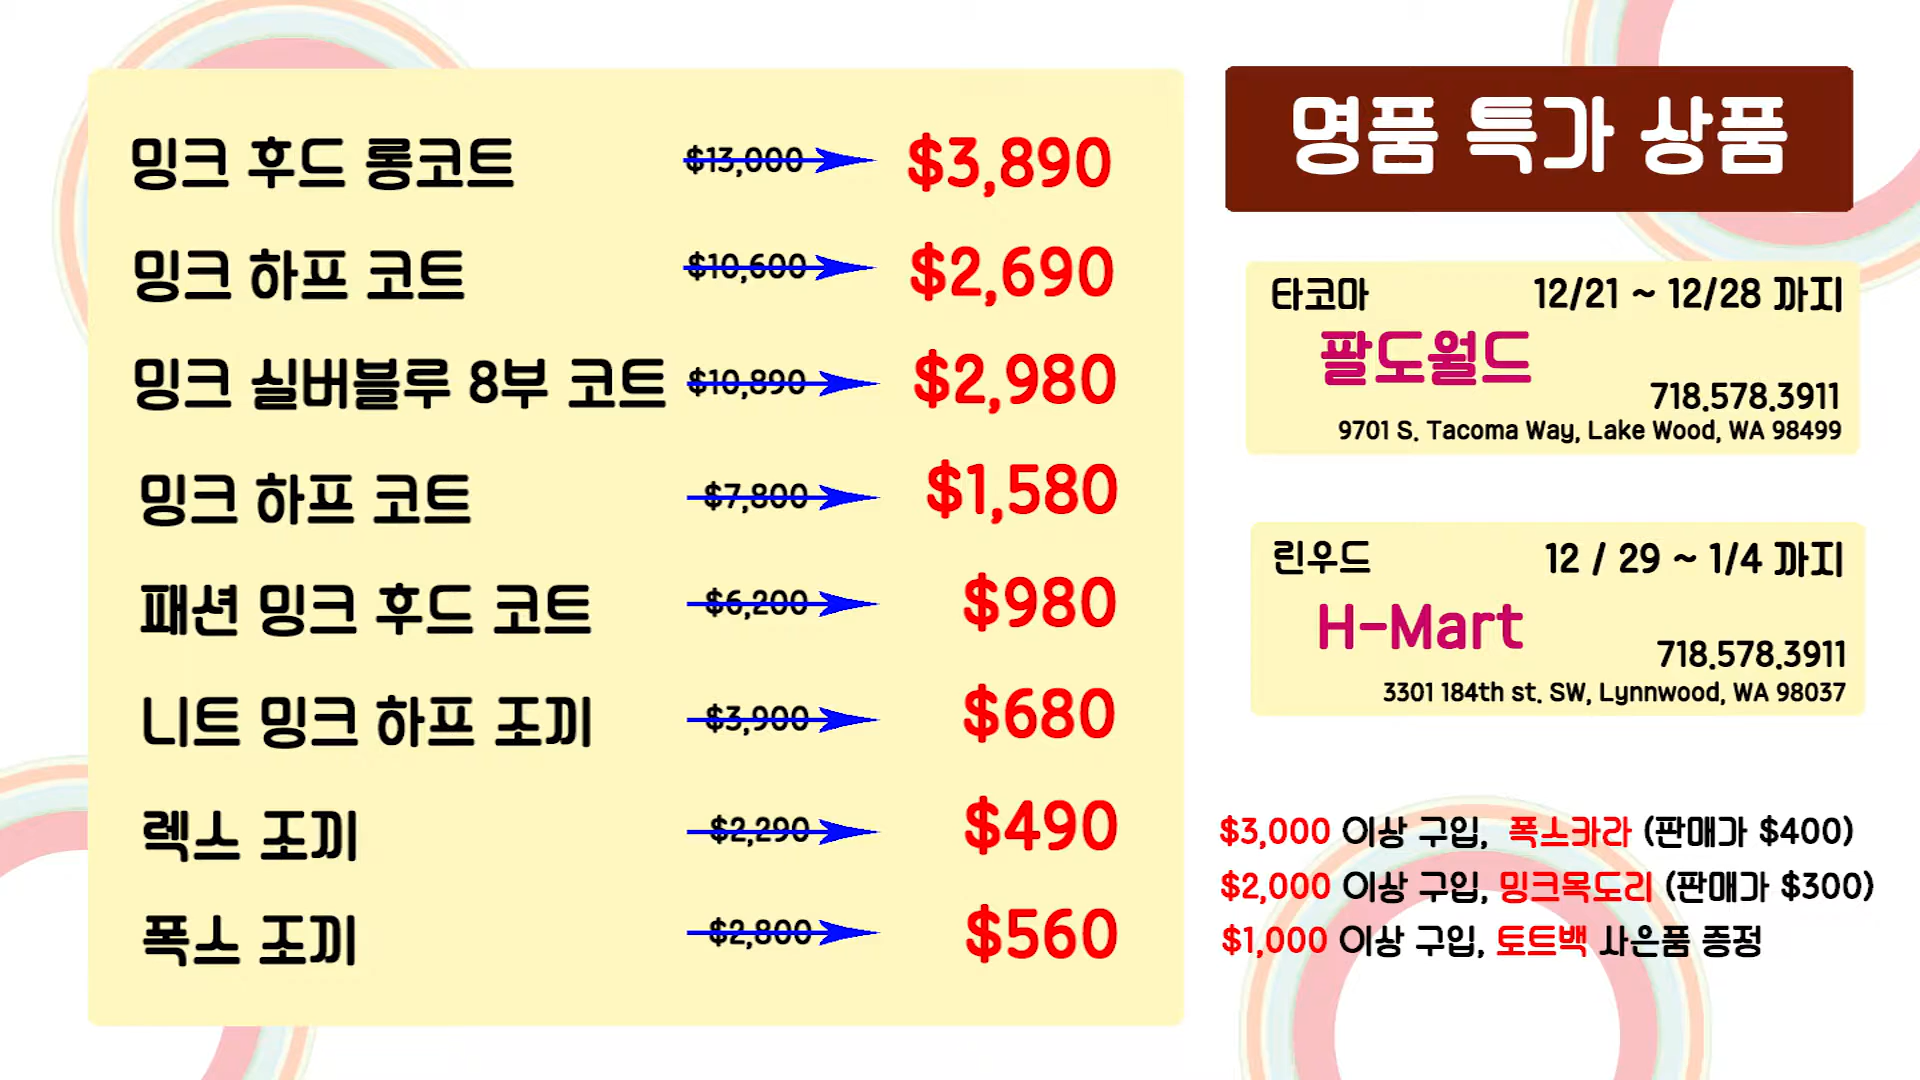 밍크 후드 롱코트 $13,000 $3,890
밍크 하프 코트 $10,600 $2,690
밍크 실버블루 8부 코트 $10,890 $2,980
밍크 하프 코트 $7,800 $1,580
패션 밍크 후드 코트 $6,200 $980
니트 밍크 하프 조끼 $3,900 $680
렉스 조끼 $2,290 $490
폭스 조끼 $2,800 $560
명품 특가 상품
타코마 12/21 ~ 12/28 까지
팔도월드
718.578.3911
9701 S. Tacoma Way, Lake Wood, WA 98499
린우드 12 / 29 ~ 1/4 까지
H-Mart
718.578.3911
3301 184th st. SW, Lynnwood, WA 98037
$3,000 이상 구입, 폭스카라 (판매가 $400)
$2,000 이상 구입, 밍크목도리 (판매가 $300)
$1,000 이상 구입, 토트백 사은품 증정